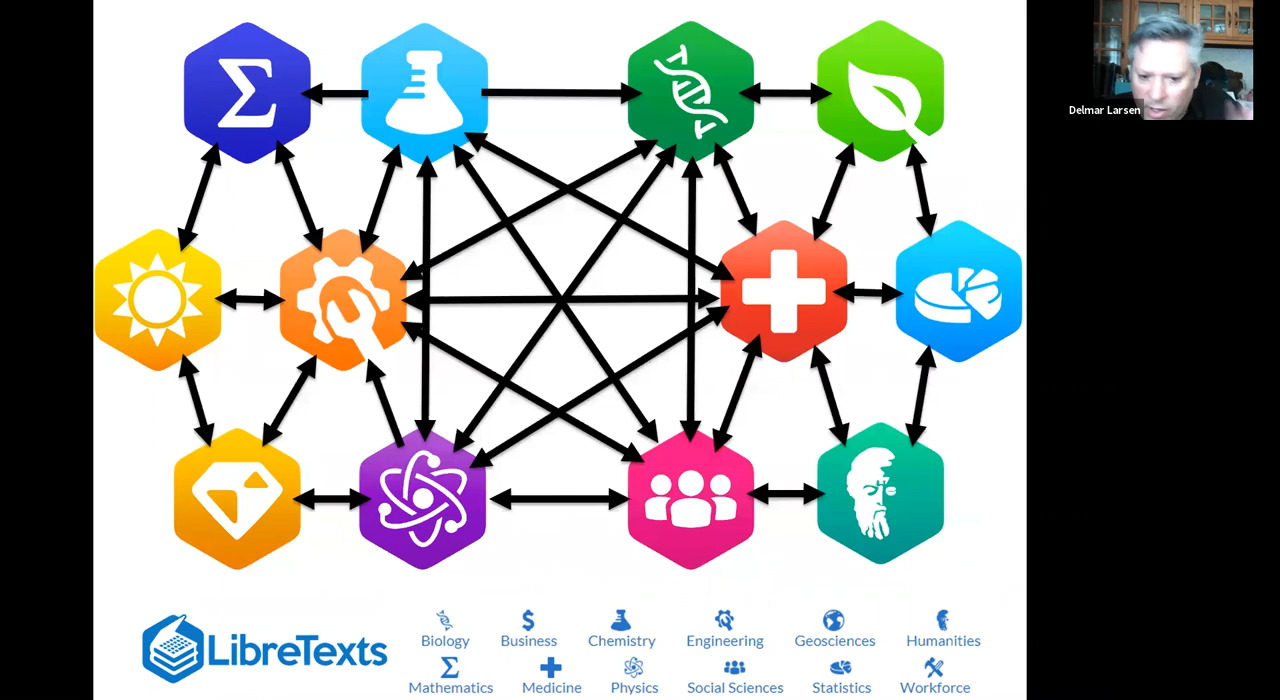 Delmar Larsen
Σ
LibreTexts
Biology Business Chemistry Engineering Geosciences Humanities
Mathematics Medicine Physics Social Sciences Statistics Workforce